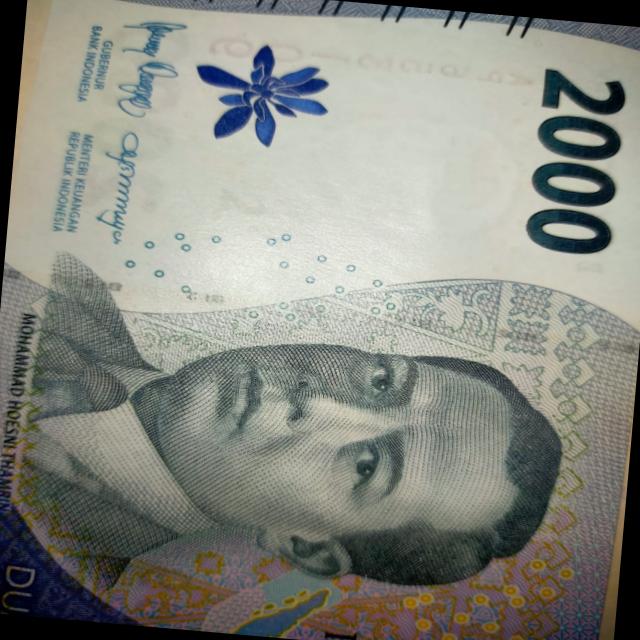 2000
GUBERNUR
BANK INDONESIA
MENTERI KEUANGAN
REPUBLIK INDONESIA
MOHAMMAD HOESNI THAMRIN
DU